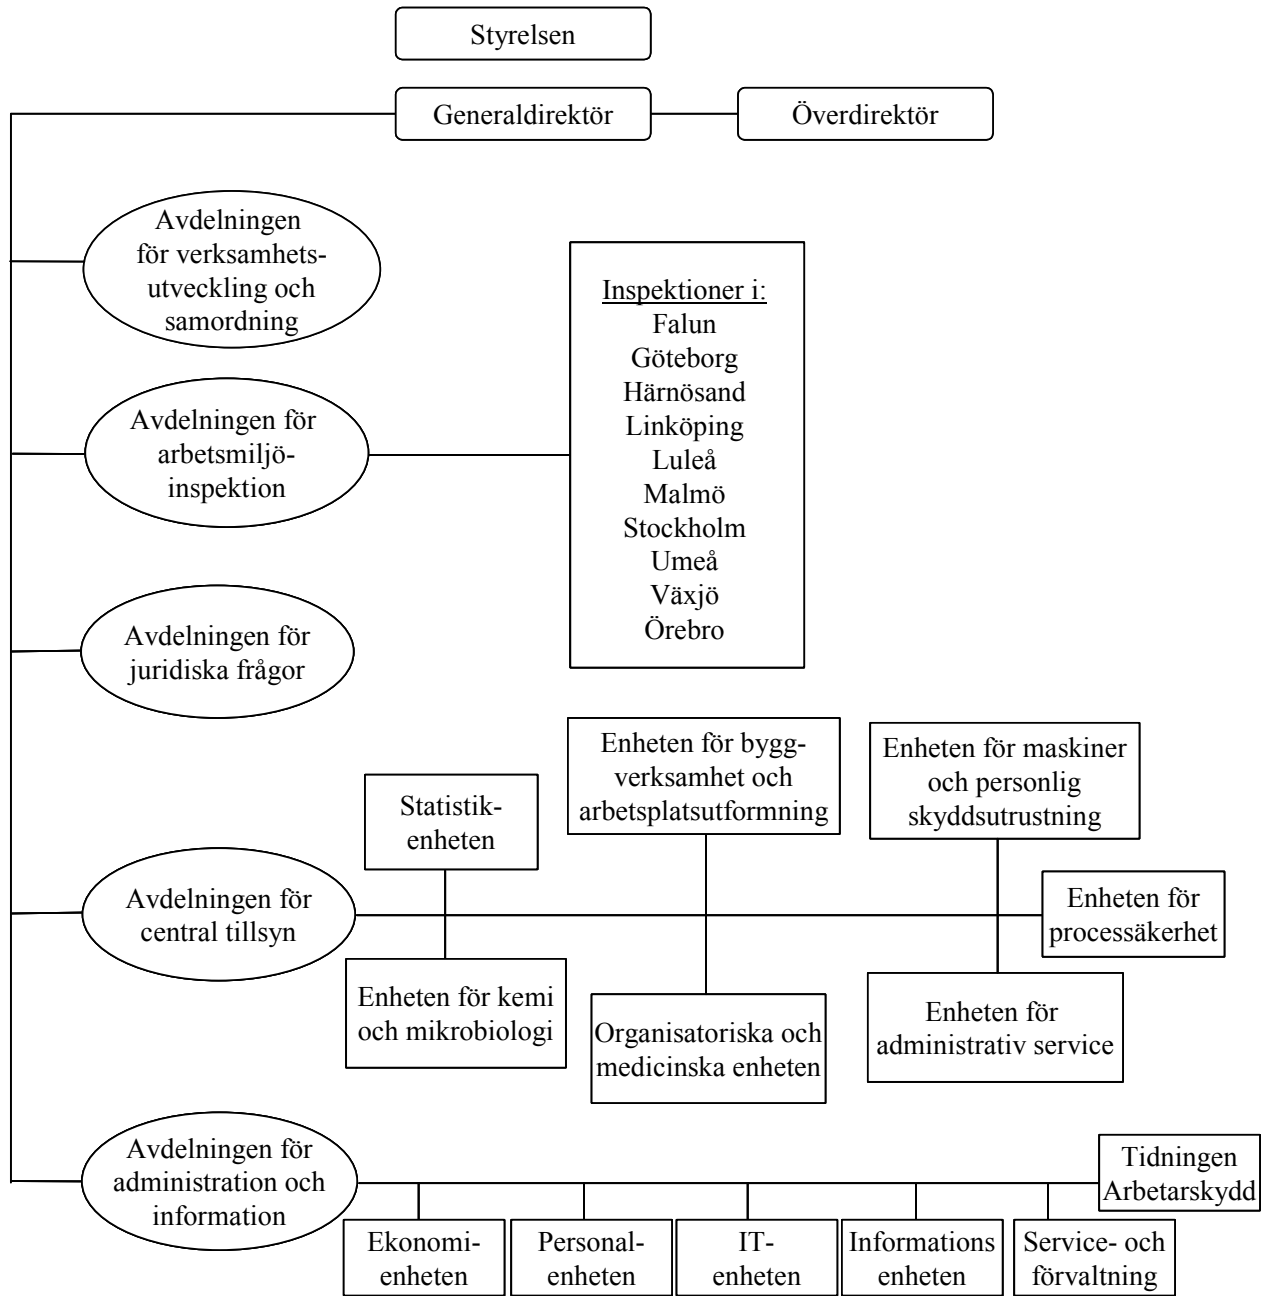 Styrelsen
Generaldirektör
Överdirektör
Avdelningen
för verksamhets-
utveckling och
samordning
Inspektioner i:
Falun
Göteborg
Härnösand
Linköping
Luleå
Malmö
Stockholm
Umeå
Växjö
Örebro
Avdelningen för
arbetsmiljö-
inspektion
Avdelningen för
juridiska frågor
Avdelningen för
central tillsyn
Statistik-
enheten
Enheten för bygg-
verksamhet och
arbetsplatsutformning
Enheten för maskiner
och personlig
skyddsutrustning
Enheten för
processäkerhet
Enheten för kemi
och mikrobiologi
Organisatoriska och
medicinska enheten
Enheten för
administrativ service
Avdelningen för
administration och
information
Tidningen
Arbetarskydd
Ekonomi-
enheten
Personal-
enheten
IT-
enheten
Informations
enheten
Service- och
förvaltning